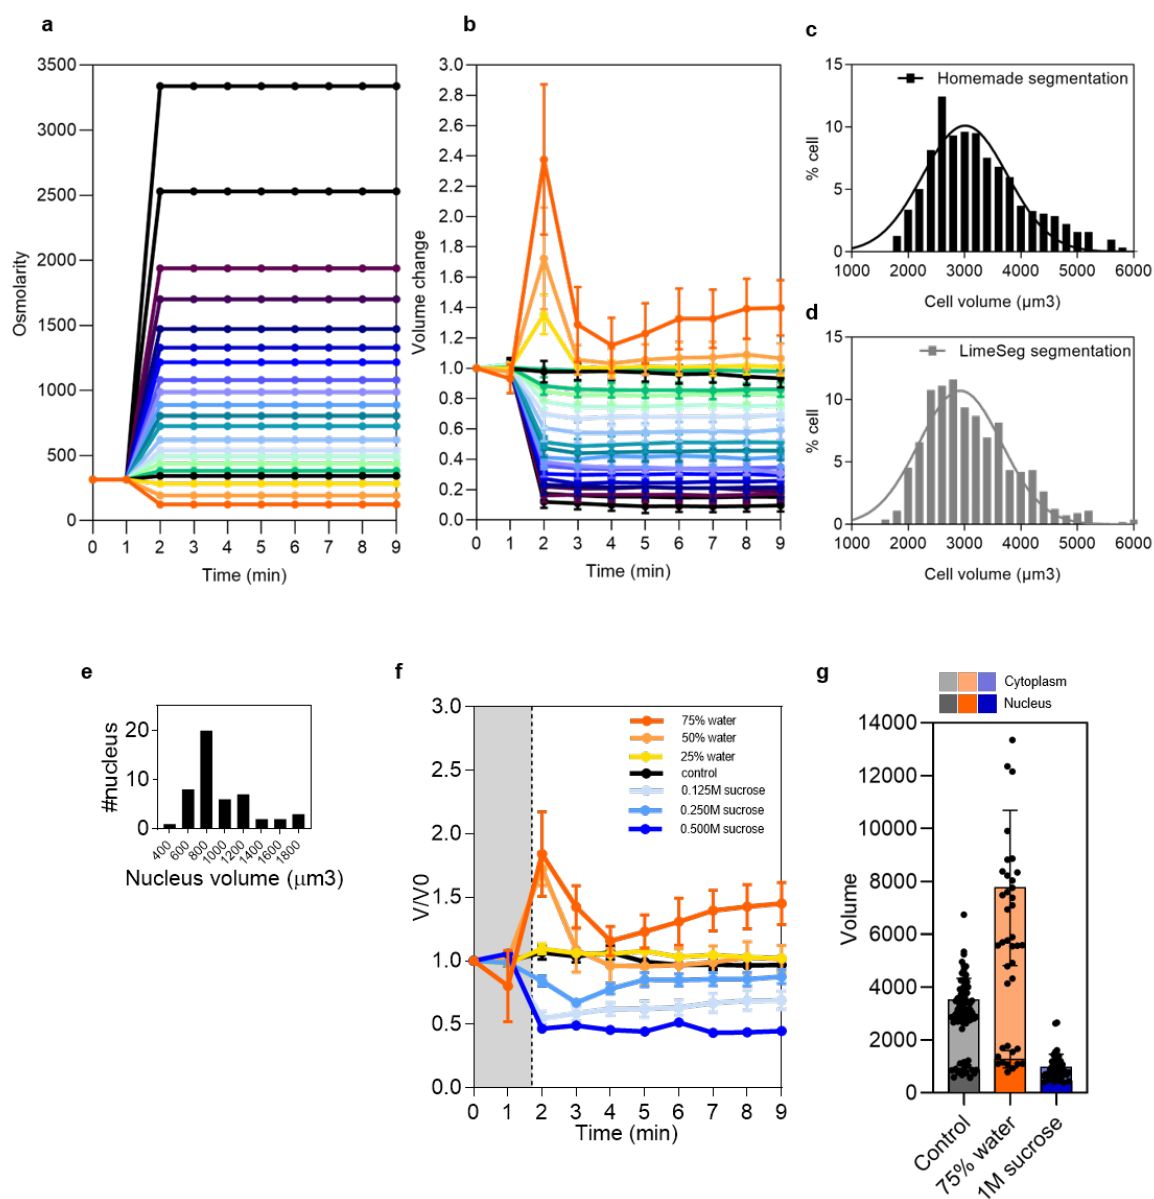 a
3500
3000
2500
2000
1500
1000
500
0
Osmolarity
0 1 2 3 4 5 6 7 8 9
Time (min)
b
3.0
2.8
2.6
2.4
2.2
2.0
1.8
1.6
1.4
1.2
1.0
0.8
0.6
0.4
0.2
0.0
Volume change
0 1 2 3 4 5 6 7 8 9
Time (min)
c
15
10
5
0
% cell
Homemade segmentation
1000 2000 3000 4000 5000 6000
Cell volume (µm3)
d
15
10
5
0
% cell
LimeSeg segmentation
1000 2000 3000 4000 5000 6000
Cell volume (µm3)
e
20
10
0
#nucleus
400 600 800 1000 1200 1400 1600 1800
Nucleus volume (µm3)
f
3.0
2.5
2.0
1.5
1.0
0.5
0.0
V/V0
75% water
50% water
25% water
control
0.125M sucrose
0.250M sucrose
0.500M sucrose
0 1 2 3 4 5 6 7 8 9
Time (min)
g
Cytoplasm
Nucleus
14000
12000
10000
8000
6000
4000
2000
0
Volume
Control
75% water
1M sucrose